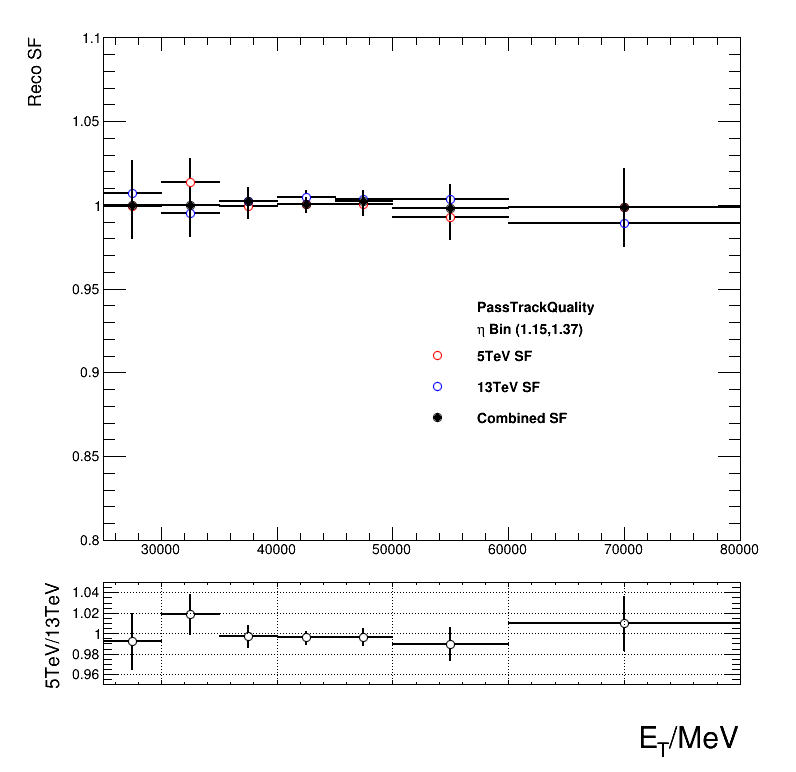 Reco SF
1.1
1.05
1
0.95
0.9
0.85
0.8
PassTrackQuality
η Bin (1.15,1.37)
5TeV SF
13TeV SF
Combined SF
30000 40000 50000 60000 70000 80000
5TeV/13TeV
1.04
1.02
1
0.98
0.96
E_T/MeV